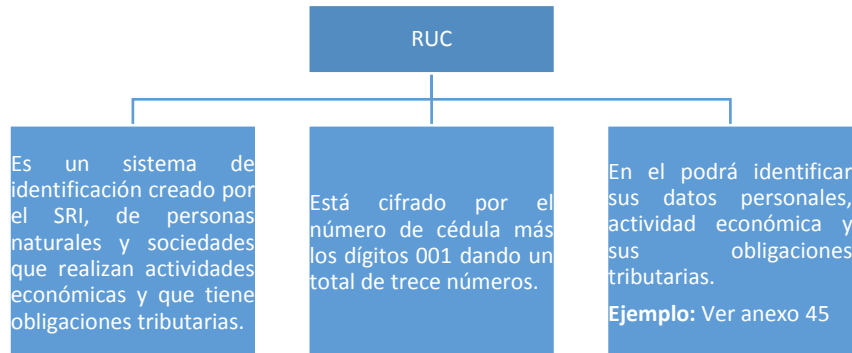 RUC
Es un sistema de
identificación creado por
el SRI, de personas
naturales y sociedades
que realizan actividades
económicas y que tiene
obligaciones tributarias.
Está cifrado por el
número de cédula más
los dígitos 001 dando un
total de trece números.
En el podrá identificar
sus datos personales,
actividad económica y
sus obligaciones
tributarias.
Ejemplo: Ver anexo 45